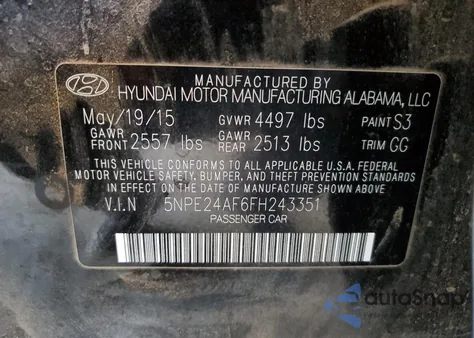 MANUFACTURED BY
HYUNDAI MOTOR MANUFACTURING ALABAMA, LLC
May/19/15 GVWR 4497 lbs PAINT S3
GAWR FRONT 2557 lbs GAWR REAR 2513 lbs TRIM GG
THIS VEHICLE CONFORMS TO ALL APPLICABLE U.S.A. FEDERAL
MOTOR VEHICLE SAFETY, BUMPER, AND THEFT PREVENTION STANDARDS
IN EFFECT ON THE DATE OF MANUFACTURE SHOWN ABOVE
V.I.N 5NPE24AF6FH243351
PASSENGER CAR
autoSnap